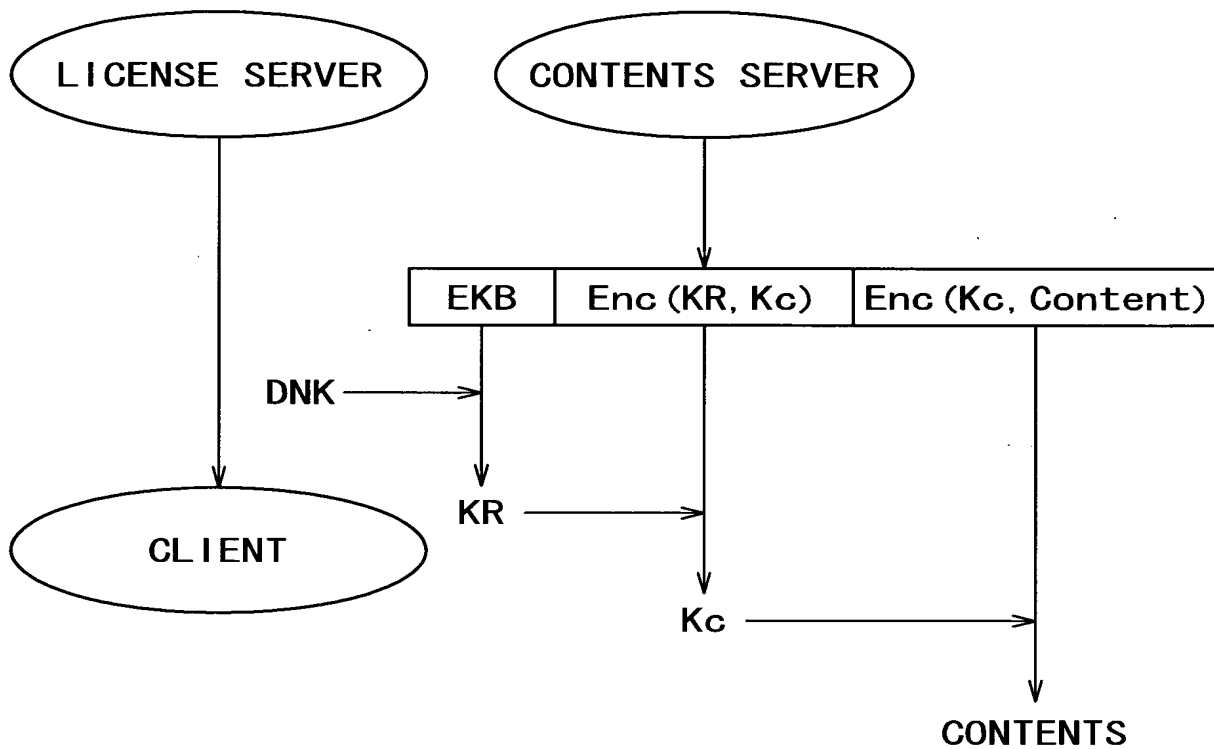 LICENSE SERVER
CONTENTS SERVER
EKB
Enc(KR, Kc)
Enc(Kc, Content)
DNK
KR
CLIENT
Kc
CONTENTS